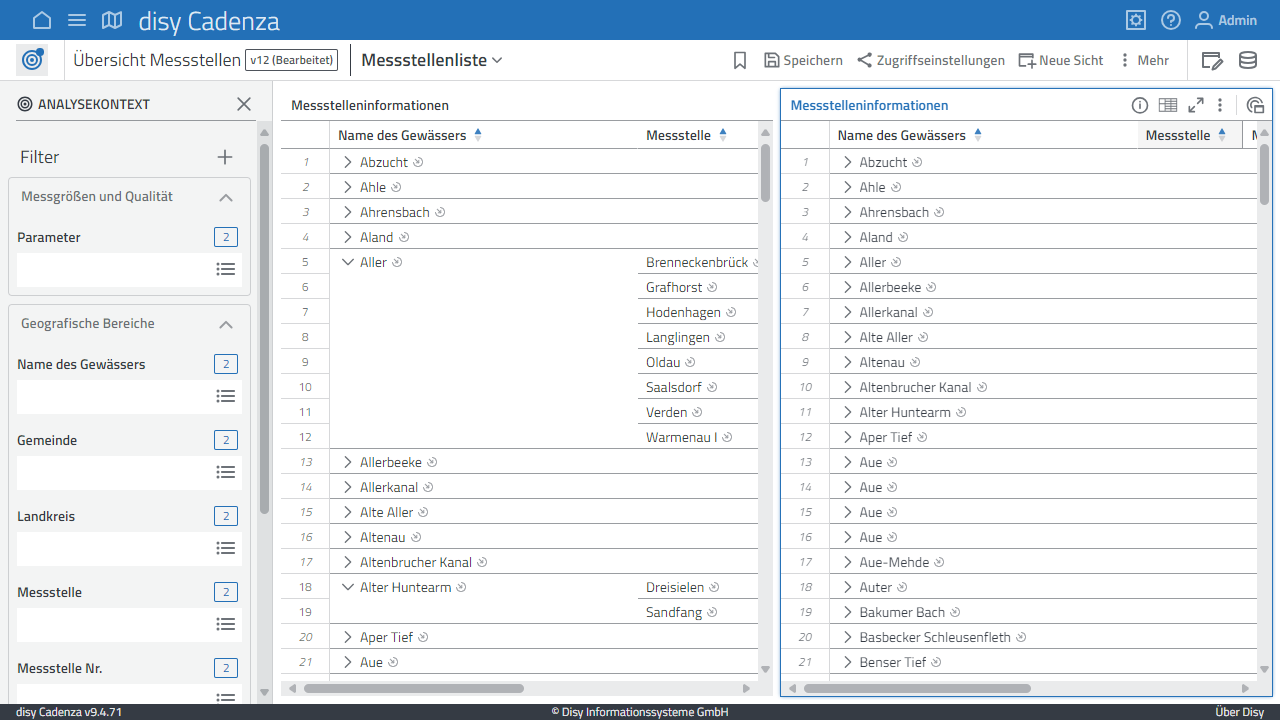 disy Cadenza
Admin
Übersicht Messstellen v12 (Bearbeitet) Messstellenliste
Speichern Zugriffseinstellungen Neue Sicht Mehr
ANALYSEKONTEXT
Filter
Messgrößen und Qualität
Parameter 2
Geografische Bereiche
Name des Gewässers 2
Gemeinde 2
Landkreis 2
Messstelle 2
Messstelle Nr. 2
Messstelleninformationen
Name des Gewässers Messstelle
1 Abzucht
2 Ahle
3 Ahrensbach
4 Aland
5 Aller Brenneckenbrück
6 Grafhorst
7 Hodenhagen
8 Langlingen
9 Oldau
10 Saalsdorf
11 Verden
12 Warmenau I
13 Allerbeeke
14 Allerkanal
15 Alte Aller
16 Altenau
17 Altenbrucher Kanal
18 Alter Huntearm Dreisielen
19 Sandfang
20 Aper Tief
21 Aue
Messstelleninformationen
Name des Gewässers Messstelle
1 Abzucht
2 Ahle
3 Ahrensbach
4 Aland
5 Aller
6 Allerbeeke
7 Allerkanal
8 Alte Aller
9 Altenau
10 Altenbrucher Kanal
11 Alter Huntearm
12 Aper Tief
13 Aue
14 Aue
15 Aue
16 Aue
17 Aue-Mehde
18 Auter
19 Bakumer Bach
20 Basbecker Schleusenfleth
21 Benser Tief
disy Cadenza v9.4.71
© Disy Informationssysteme GmbH
Über Disy